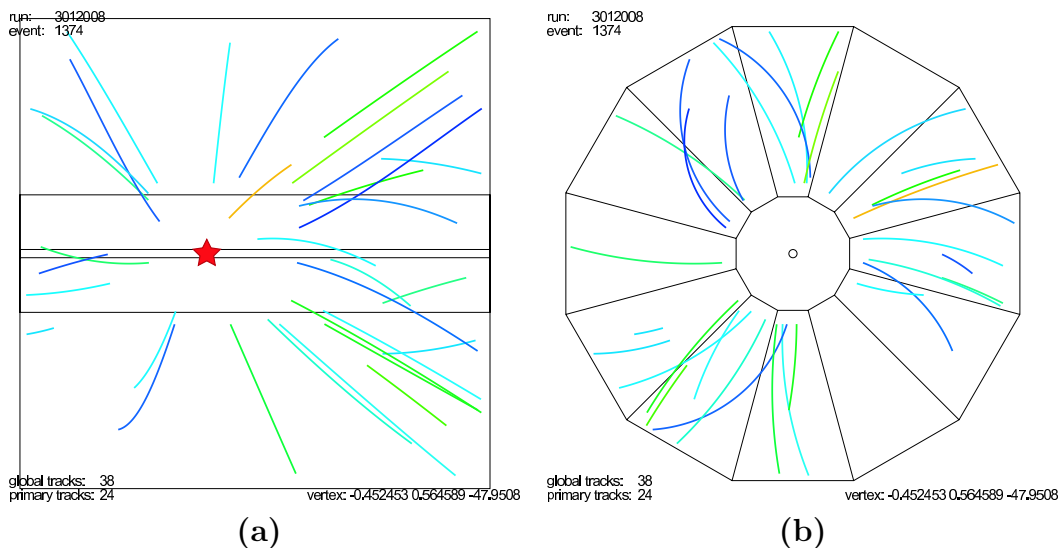 run: 3012008
event: 1374
global tracks: 38
primary tracks: 24
vertex: -0.452453 0.564589 -47.9508
(a)
run: 3012008
event: 1374
global tracks: 38
primary tracks: 24
vertex: -0.452453 0.564589 -47.9508
(b)